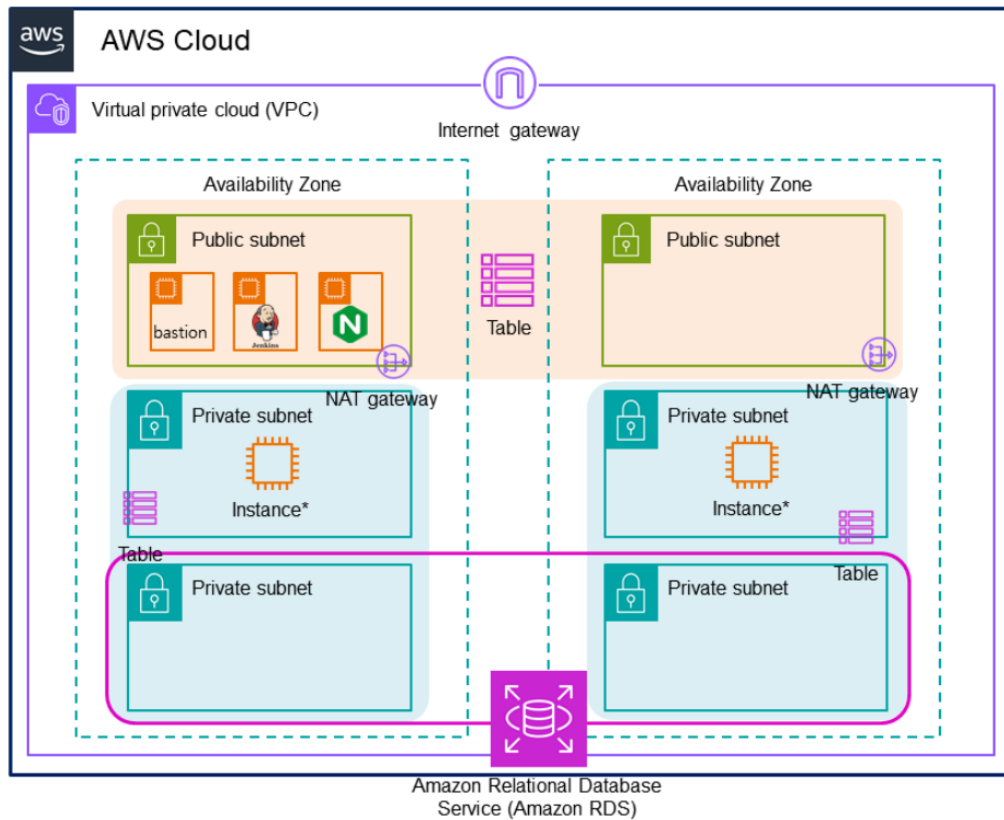 aws
AWS Cloud
Virtual private cloud (VPC)
Internet gateway
Availability Zone
Availability Zone
Public subnet
Public subnet
bastion
Jenkins
N
Table
NAT gateway
NAT gateway
Private subnet
Private subnet
Instance*
Instance*
Table
Table
Private subnet
Private subnet
Amazon Relational Database
Service (Amazon RDS)